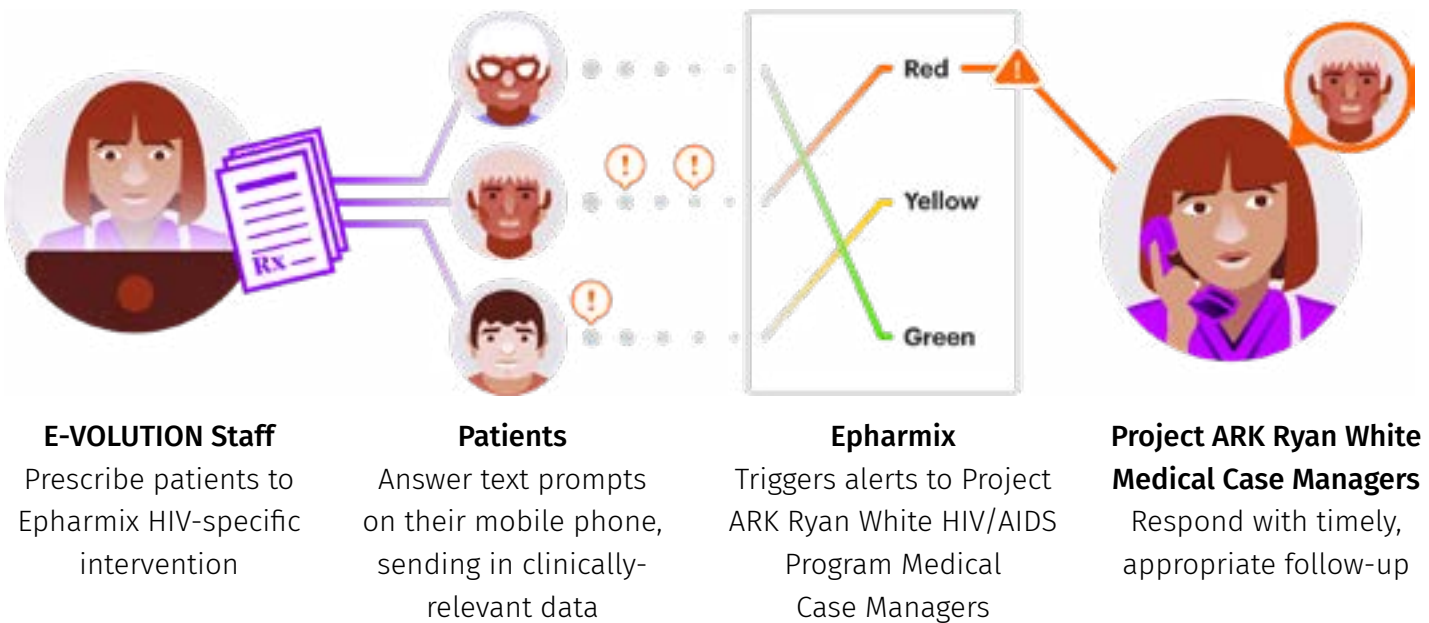 Rx
!
!
!
!
Red
Yellow
Green
E-VOLUTION Staff
Prescribe patients to
Epharmix HIV-specific
intervention
Patients
Answer text prompts
on their mobile phone,
sending in clinically-
relevant data
Epharmix
Triggers alerts to Project
ARK Ryan White HIV/AIDS
Program Medical
Case Managers
Project ARK Ryan White
Medical Case Managers
Respond with timely,
appropriate follow-up